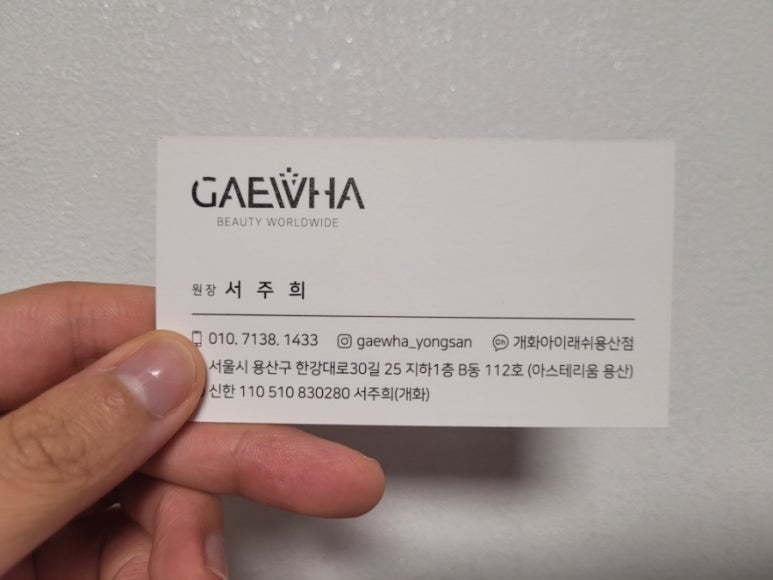 GAEWHA
BEAUTY WORLDWIDE
원장 서 주 희
010. 7138. 1433 gaewha_yongsan Ch 개화아이래쉬용산점
서울시 용산구 한강대로30길 25 지하1층 B동 112호 (아스테리움 용산)
신한 110 510 830280 서주희(개화)